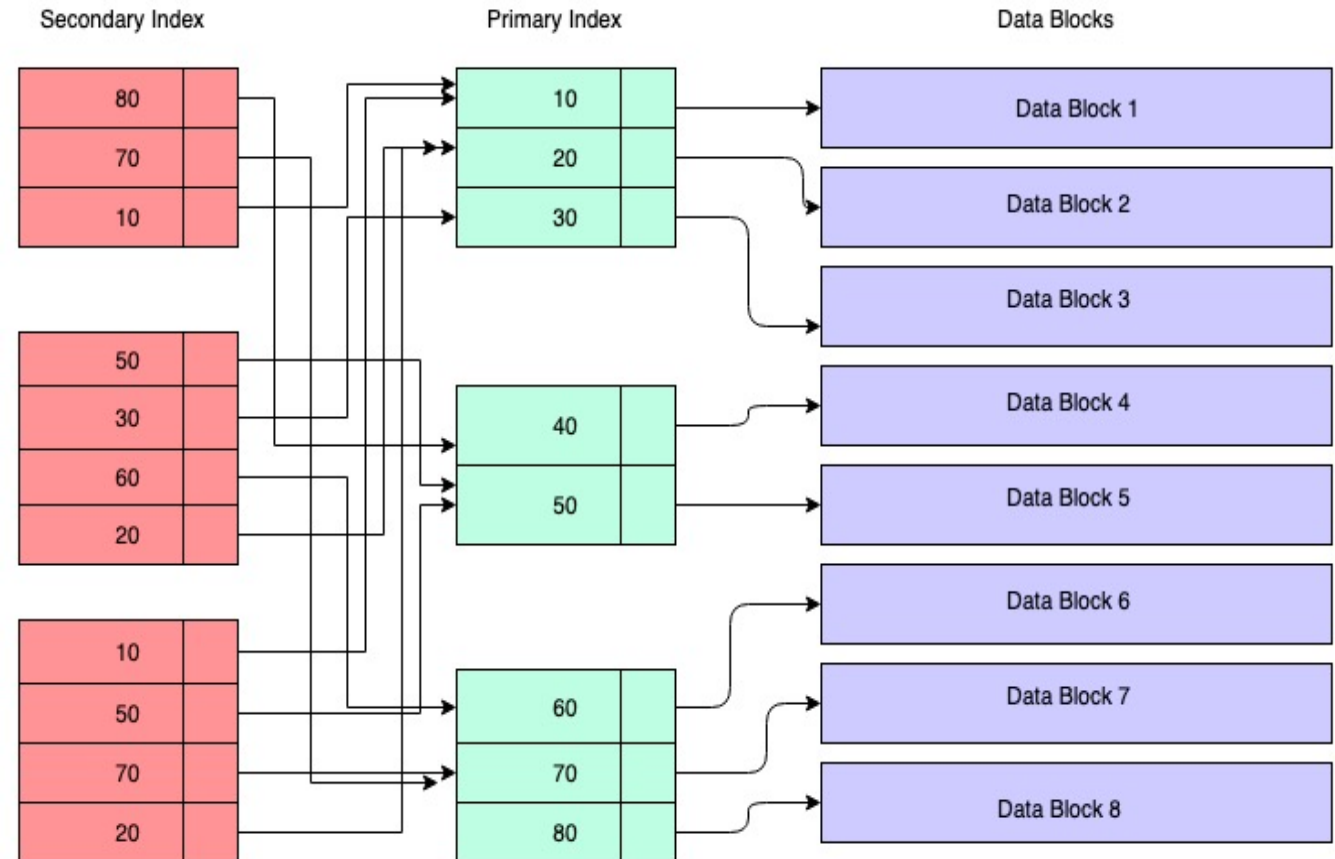 Secondary Index
Primary Index
Data Blocks
80
70
10
50
30
60
20
10
50
70
20
10
20
30
40
50
60
70
80
Data Block 1
Data Block 2
Data Block 3
Data Block 4
Data Block 5
Data Block 6
Data Block 7
Data Block 8